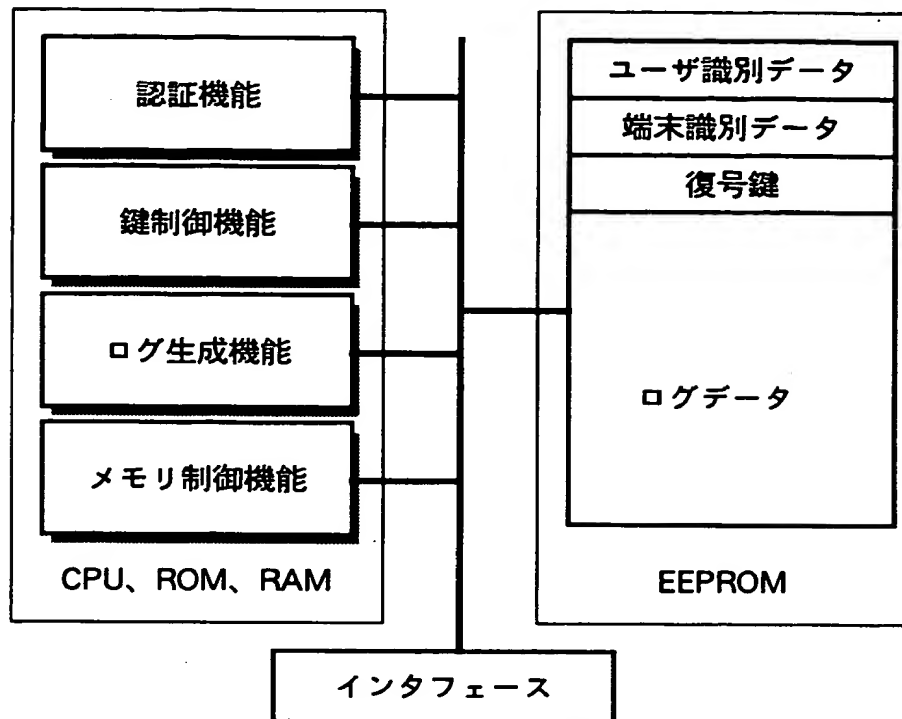 認証機能
鍵制御機能
ログ生成機能
メモリ制御機能
CPU、ROM、RAM
ユーザ識別データ
端末識別データ
復号鍵
ログデータ
EEPROM
インタフェース